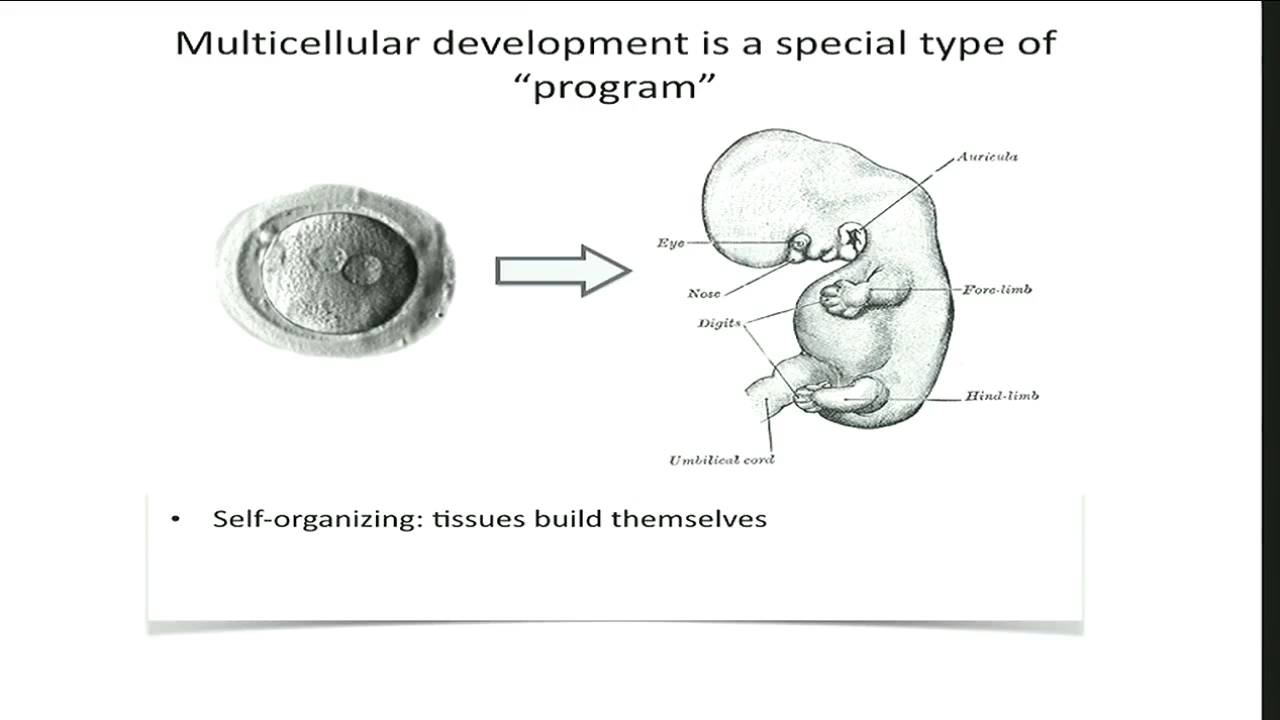 Multicellular development is a special type of
“program”
Auricula
Eye
Nose
Fore-limb
Digits
Hind-limb
Umbilical cord
• Self-organizing: tissues build themselves